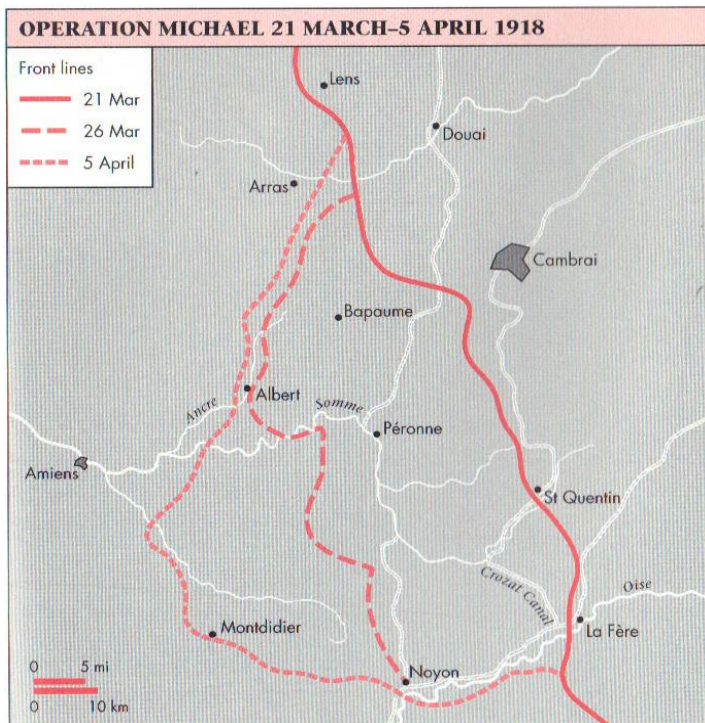 OPERATION MICHAEL 21 MARCH–5 APRIL 1918
Front lines
21 Mar
26 Mar
5 April
Lens
Douai
Arras
Cambrai
Bapaume
Albert
Ancre
Somme
Péronne
Amiens
St Quentin
Crozat Canal
Oise
La Fère
Montdidier
Noyon
0 5 mi
0 10 km